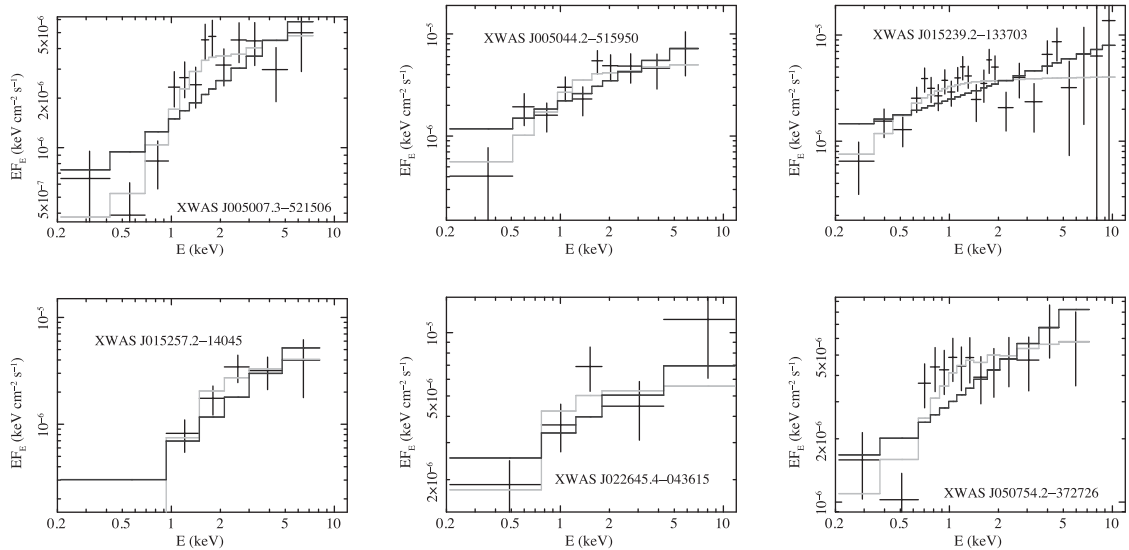 EF_E (keV cm⁻² s⁻¹)
5×10⁻⁶
2×10⁻⁶
10⁻⁶
5×10⁻⁷
XWAS J005007.3−521506
0.2 0.5 1 2 5 10
E (keV)
EF_E (keV cm⁻² s⁻¹)
10⁻⁵
10⁻⁶
XWAS J005044.2−515950
0.2 0.5 1 2 5 10
E (keV)
EF_E (keV cm⁻² s⁻¹)
10⁻⁵
10⁻⁶
XWAS J015239.2−133703
0.2 0.5 1 2 5 10
E (keV)
EF_E (keV cm⁻² s⁻¹)
10⁻⁵
10⁻⁶
XWAS J015257.2−14045
0.2 0.5 1 2 5 10
E (keV)
EF_E (keV cm⁻² s⁻¹)
10⁻⁵
5×10⁻⁶
2×10⁻⁶
XWAS J022645.4−043615
0.2 0.5 1 2 5 10
E (keV)
EF_E (keV cm⁻² s⁻¹)
5×10⁻⁶
2×10⁻⁶
10⁻⁶
XWAS J050754.2−372726
0.2 0.5 1 2 5 10
E (keV)